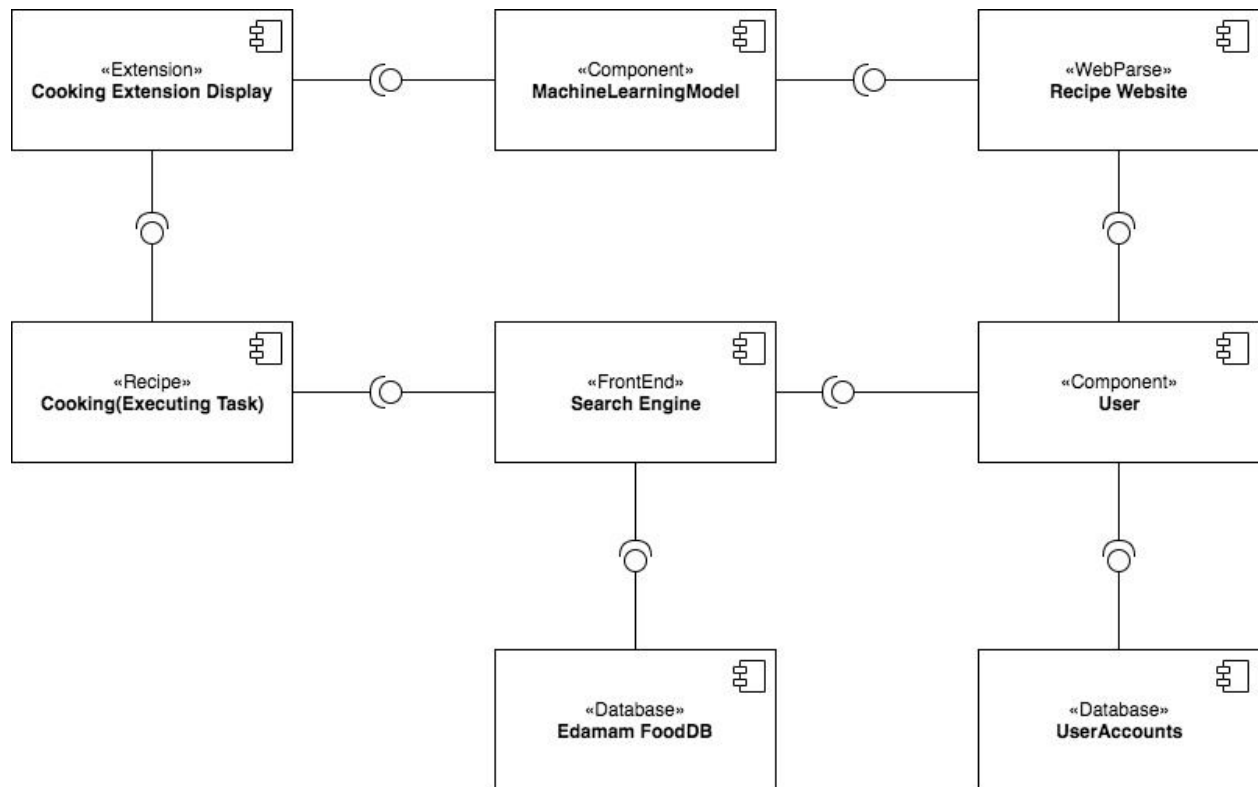 «Extension»
Cooking Extension Display
«Component»
MachineLearningModel
«WebParse»
Recipe Website
«Recipe»
Cooking(Executing Task)
«FrontEnd»
Search Engine
«Component»
User
«Database»
Edamam FoodDB
«Database»
UserAccounts